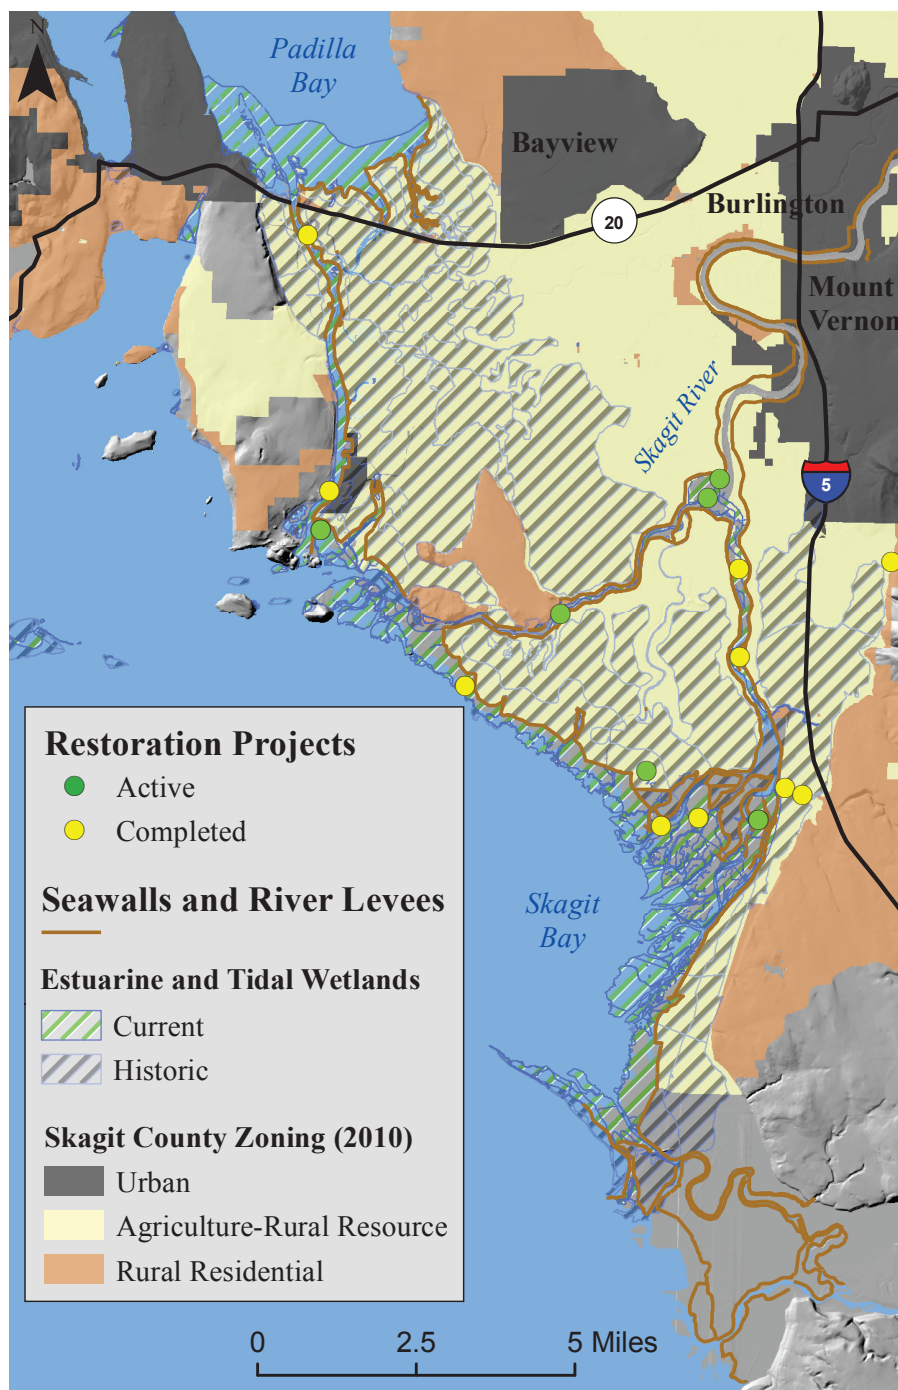 N
Padilla
Bay
Bayview
20
Burlington
Mount
Vernon
Skagit River
5
Restoration Projects
Active
Completed
Seawalls and River Levees
Skagit
Bay
Estuarine and Tidal Wetlands
Current
Historic
Skagit County Zoning (2010)
Urban
Agriculture-Rural Resource
Rural Residential
0 2.5 5 Miles